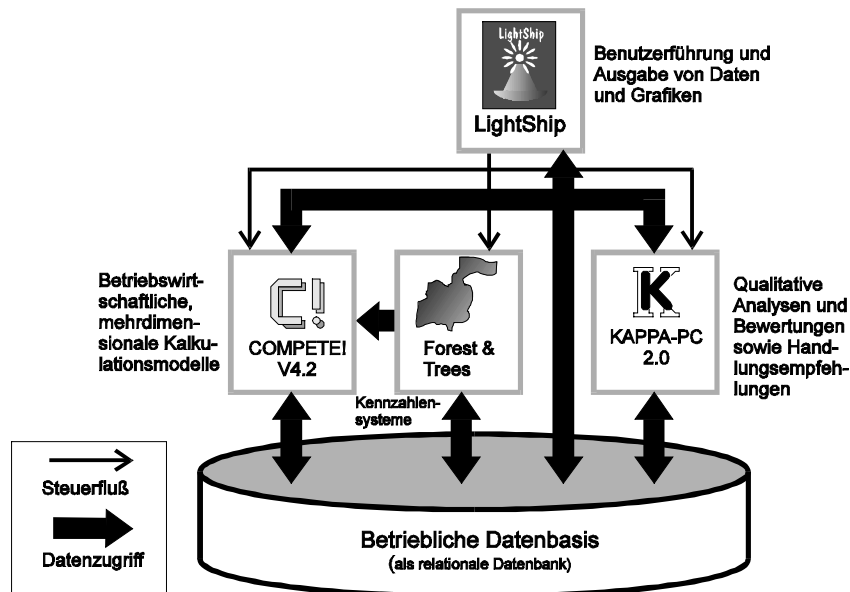 LightShip
LightShip
Benutzerführung und
Ausgabe von Daten
und Grafiken
Betriebswirt-
schaftliche,
mehrdimen-
sionale Kalku-
lationsmodelle
C!
COMPETE!
V4.2
Forest &
Trees
Kennzahlen-
systeme
K
KAPPA-PC
2.0
Qualitative
Analysen und
Bewertungen
sowie Hand-
lungsempfeh-
lungen
Steuerfluß
Datenzugriff
Betriebliche Datenbasis
(als relationale Datenbank)